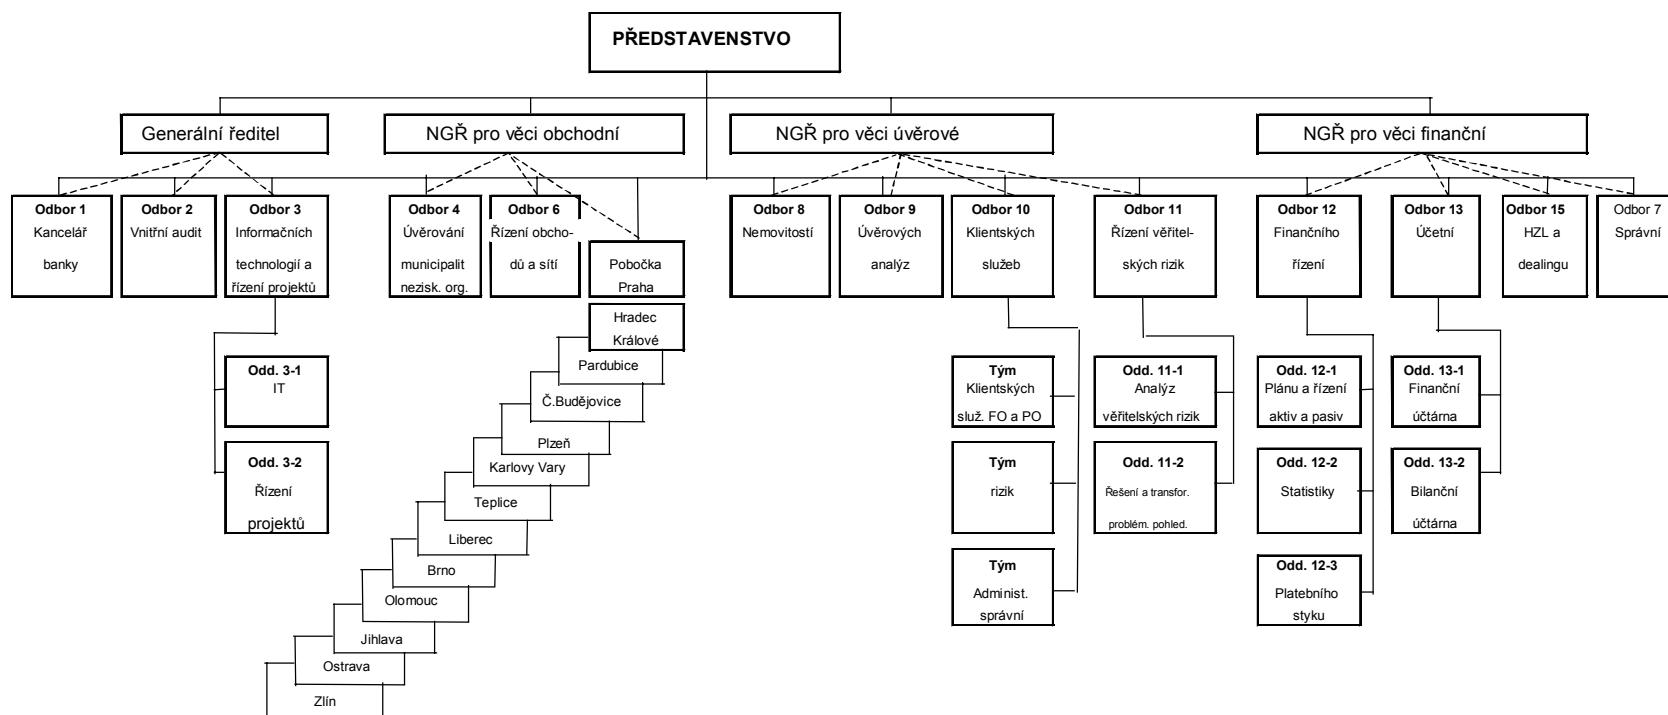 PŘEDSTAVENSTVO
Generální ředitel
NGŘ pro věci obchodní
NGŘ pro věci úvěrové
NGŘ pro věci finanční
Odbor 1
Kancelář
banky
Odbor 2
Vnitřní audit
Odbor 3
Informačních
technologií a
řízení projektů
Odbor 4
Úvěrování
municipalit
nezisk. org.
Odbor 6
Řízení obcho-
dů a sítí
Pobočka
Praha
Odbor 8
Nemovitostí
Odbor 9
Úvěrových
analýz
Odbor 10
Klientských
služeb
Odbor 11
Řízení věřitel-
ských rizik
Odbor 12
Finančního
řízení
Odbor 13
Účetní
Odbor 15
HZL a
dealingu
Odbor 7
Správní
Hradec
Králové
Pardubice
Č.Budějovice
Plzeň
Karlovy Vary
Teplice
Liberec
Brno
Olomouc
Jihlava
Ostrava
Zlín
Odd. 3-1
IT
Odd. 3-2
Řízení
projektů
Tým
Klientských
služ. FO a PO
Tým
rizik
Tým
Administ.
správní
Odd. 11-1
Analýz
věřitelských rizik
Odd. 11-2
Řešení a transfor.
problém. pohled.
Odd. 12-1
Plánu a řízení
aktiv a pasiv
Odd. 12-2
Statistiky
Odd. 12-3
Platebního
styku
Odd. 13-1
Finanční
účtárna
Odd. 13-2
Bilanční
účtárna